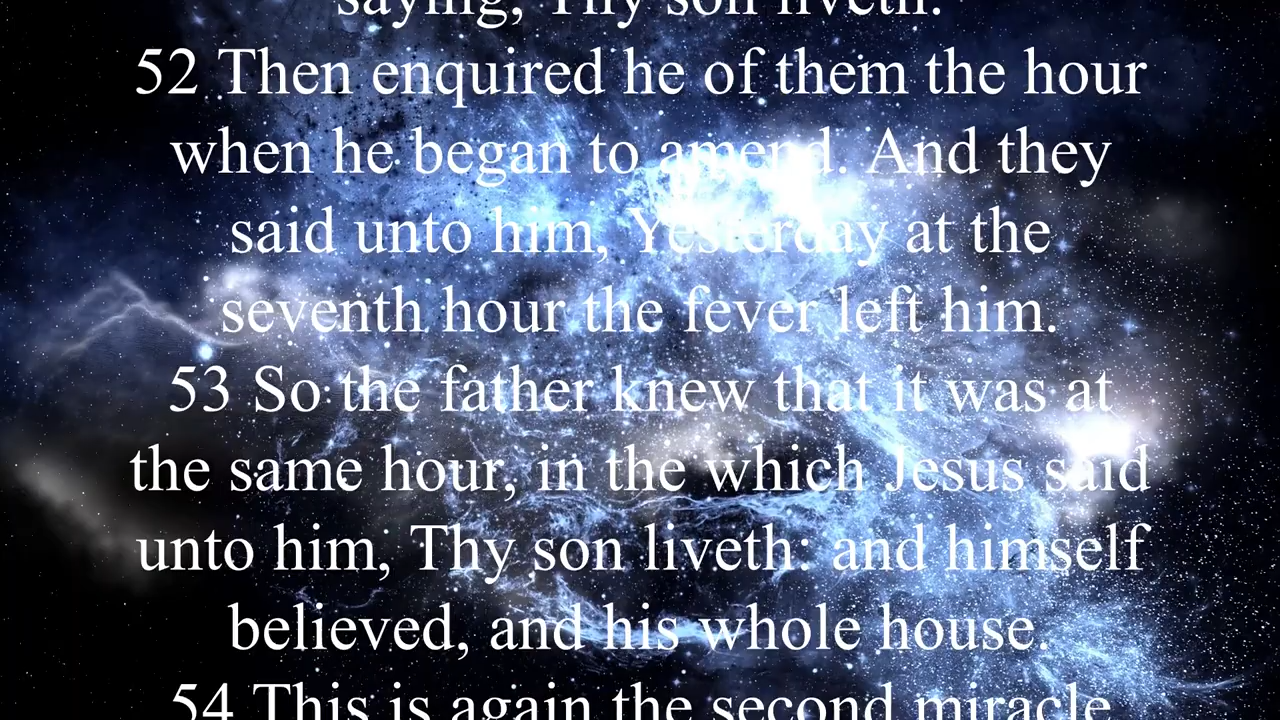 saying, Thy son liveth.
52 Then enquired he of them the hour
when he began to amend. And they
said unto him, Yesterday at the
seventh hour the fever left him.
53 So the father knew that it was at
the same hour, in the which Jesus said
unto him, Thy son liveth: and himself
believed, and his whole house.
54 This is again the second miracle